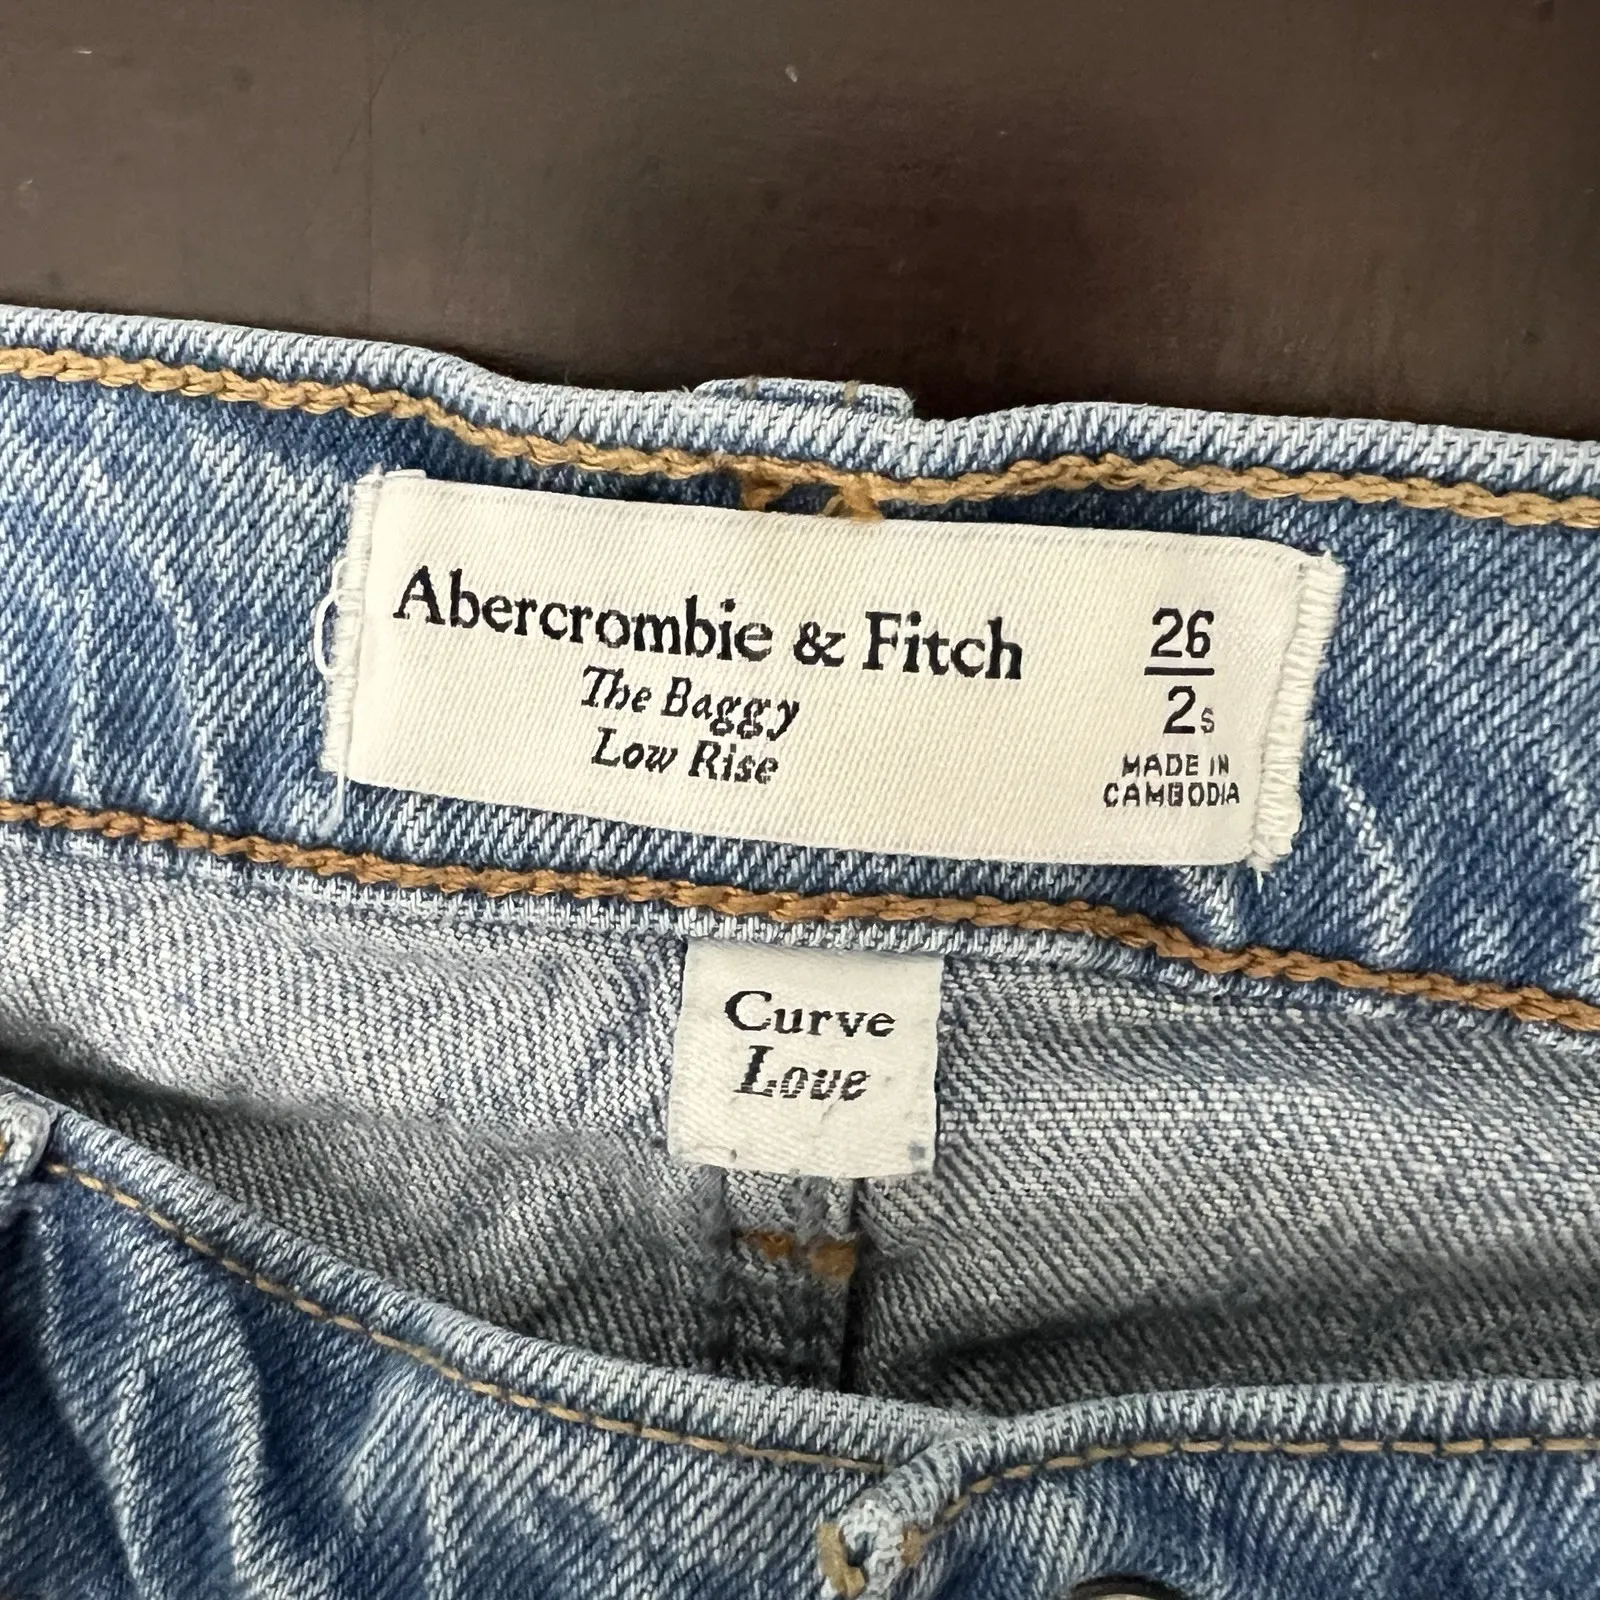 Abercrombie & Fitch
The Baggy
Low Rise
26
2s
MADE IN
CAMBODIA
Curve
Love